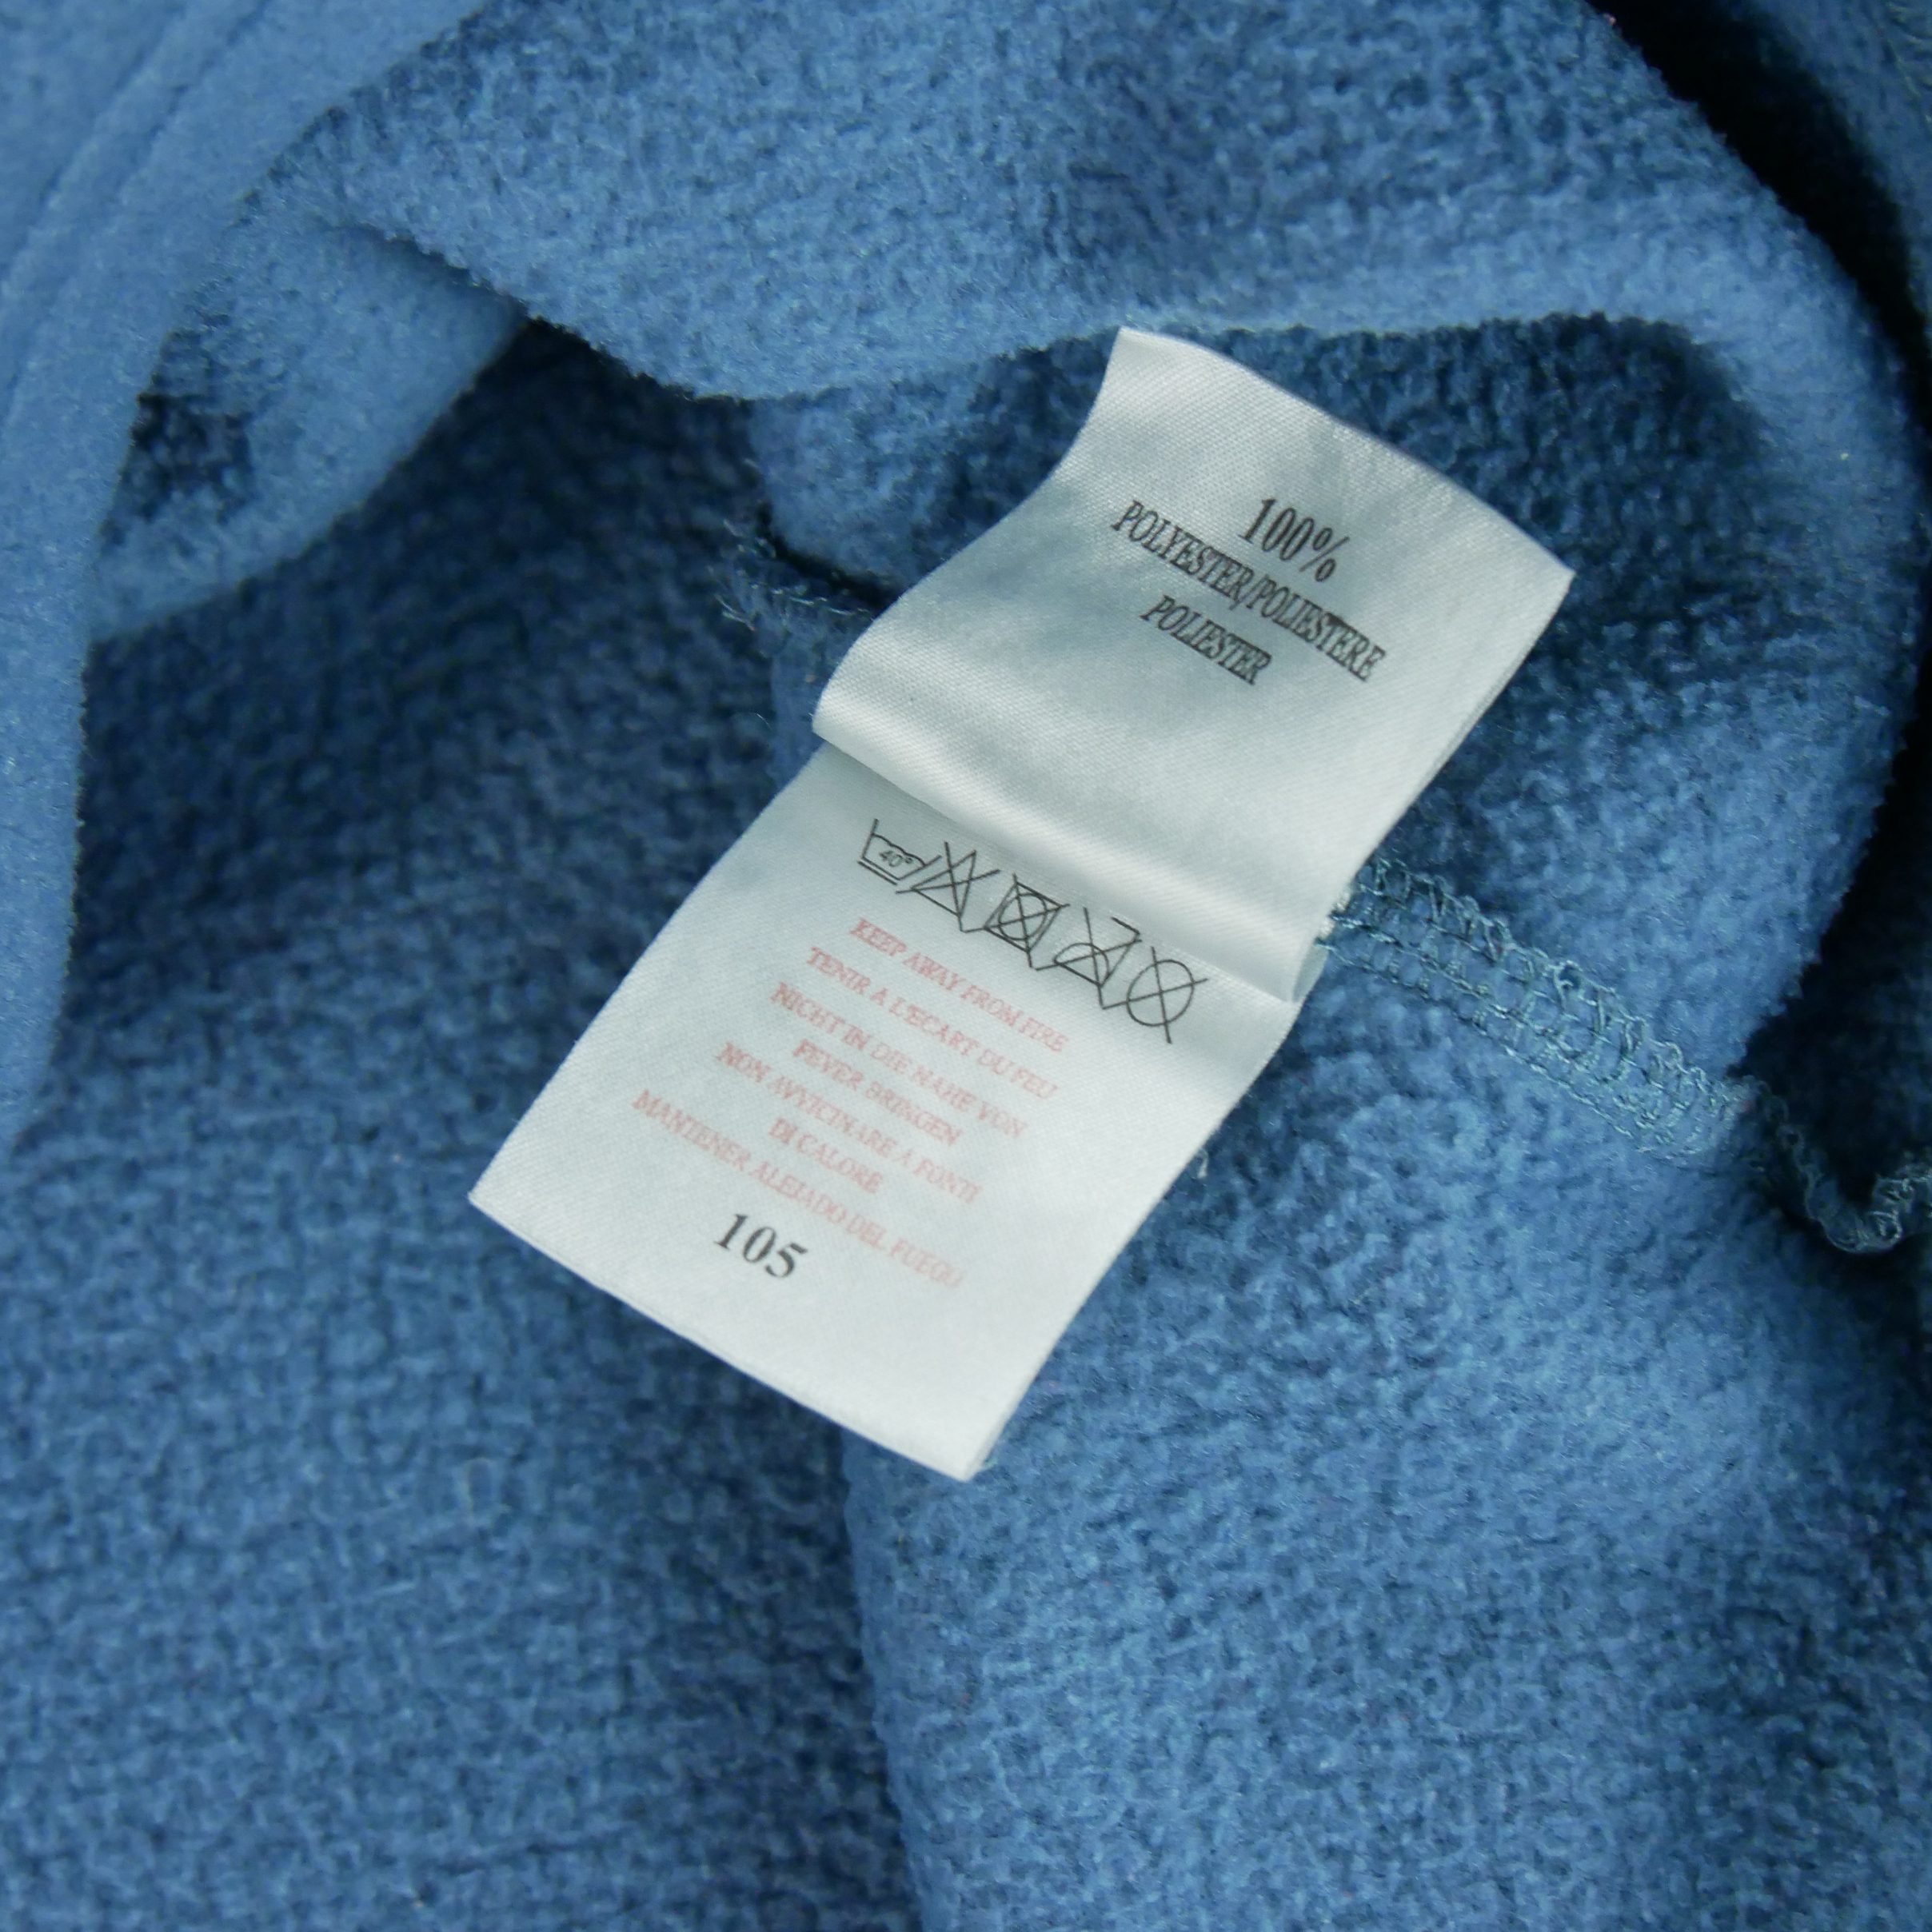 100%
POLYESTER/POLIESTERE
POLIESTER
40°
KEEP AWAY FROM FIRE
TENIR A L'ECART DU FEU
NICHT IN DIE NAHE VON
FEVER BRINGEN
NON AVVICINARE A FONTI
DI CALORE
MANTENER ALEIADO DEL FUEGO
105